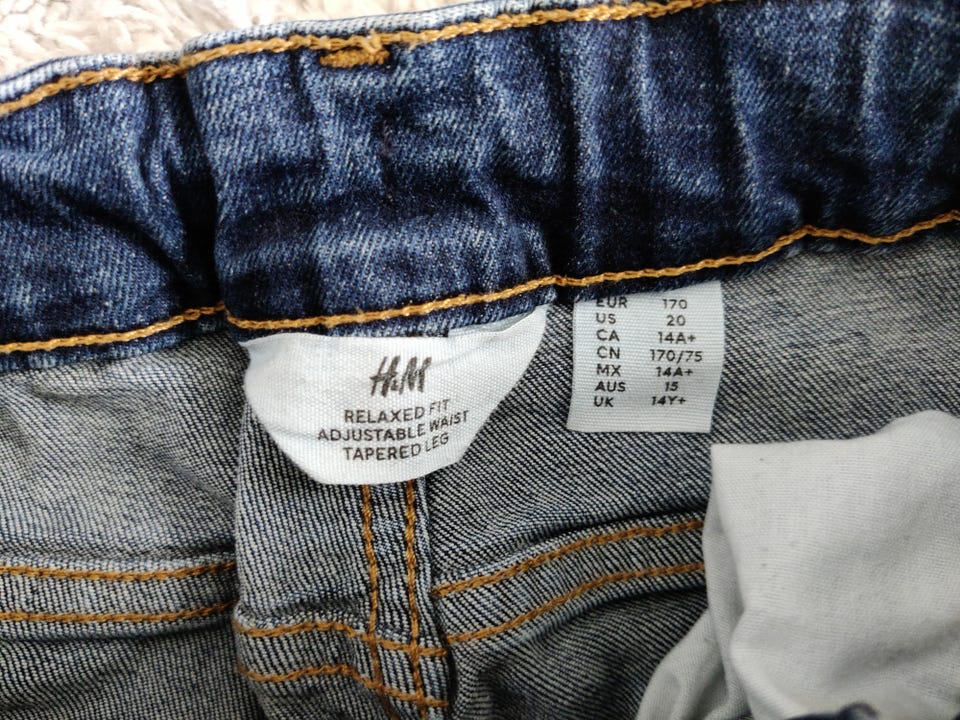 H&M
RELAXED FIT
ADJUSTABLE WAIST
TAPERED LEG
EUR 170
US 20
CA 14A+
CN 170/75
MX 14A+
AUS 15
UK 14Y+